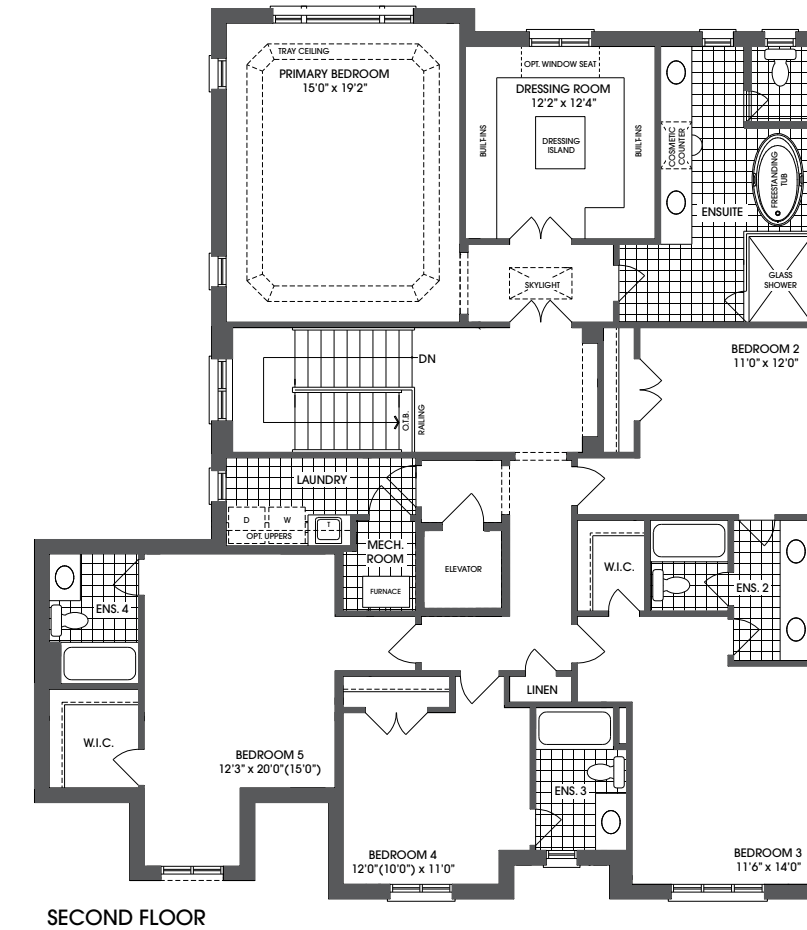 TRAY CEILING
PRIMARY BEDROOM
15'0" x 19'2"
OPT. WINDOW SEAT
DRESSING ROOM
12'2" x 12'4"
BUILT-INS
DRESSING
ISLAND
BUILT-INS
COSMETIC
COUNTER
FREESTANDING
TUB
ENSUITE
GLASS
SHOWER
SKYLIGHT
BEDROOM 2
11'0" x 12'0"
DN
O.T.B.
RAILING
LAUNDRY
D
W
T
OPT. UPPERS
MECH.
ROOM
FURNACE
ELEVATOR
W.I.C.
ENS. 2
ENS. 4
LINEN
W.I.C.
BEDROOM 5
12'3" x 20'0"(15'0")
ENS. 3
BEDROOM 4
12'0"(10'0") x 11'0"
BEDROOM 3
11'6" x 14'0"
SECOND FLOOR